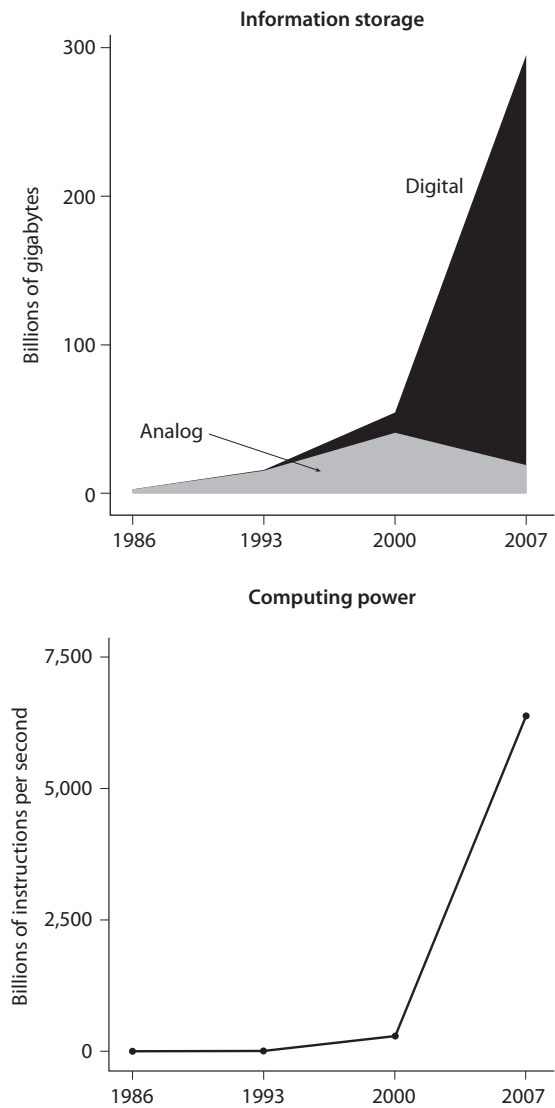 Information storage
Billions of gigabytes
300
200
100
0
Digital
Analog
1986
1993
2000
2007
Computing power
Billions of instructions per second
7,500
5,000
2,500
0
1986
1993
2000
2007